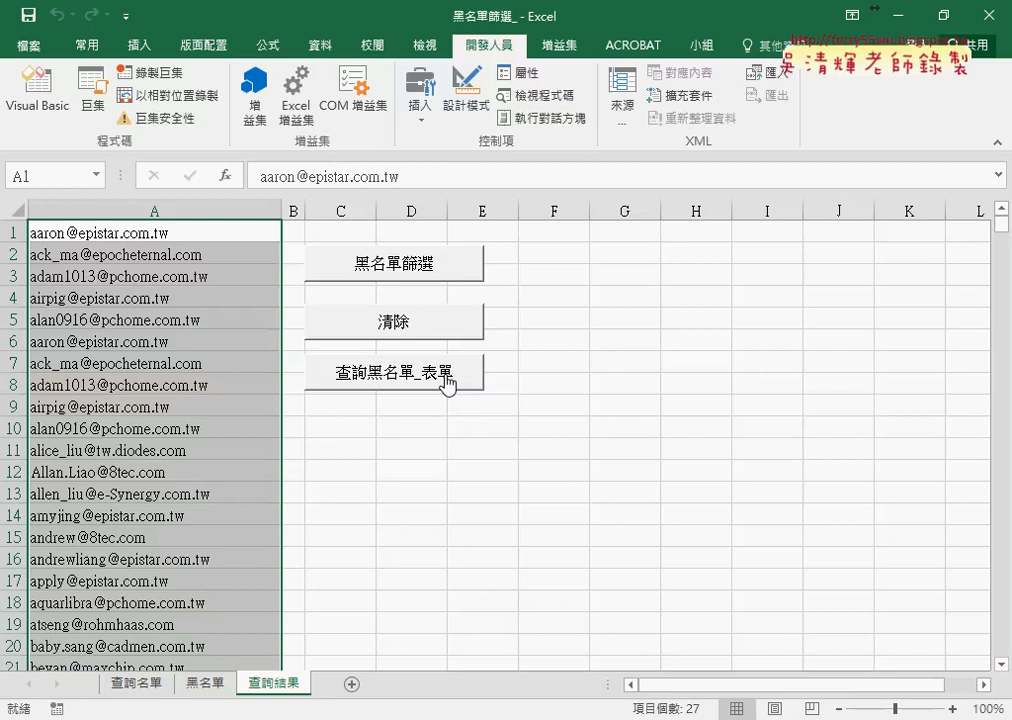 黑名單篩選_ - Excel
檔案 常用 插入 版面配置 公式 資料 校閱 檢視 開發人員 增益集 ACROBAT 小組 其他 共用
吳清輝老師錄製
Visual Basic
巨集
錄製巨集
以相對位置錄製
巨集安全性
程式碼
增益集
Excel 增益集
COM 增益集
增益集
插入
設計模式
屬性
檢視程式碼
執行對話方塊
控制項
來源...
對應內容
擴充套件
重新整理資料
匯入
匯出
XML
A1
fx
aaron@epistar.com.tw
A B C D E F G H I J K L
1 aaron@epistar.com.tw
2 ack_ma@epocheternal.com
3 adam1013@pchome.com.tw
4 airpig@epistar.com.tw
5 alan0916@pchome.com.tw
6 aaron@epistar.com.tw
7 ack_ma@epocheternal.com
8 adam1013@pchome.com.tw
9 airpig@epistar.com.tw
10 alan0916@pchome.com.tw
11 alice_liu@tw.diodes.com
12 Allan.Liao@8tec.com
13 allen_liu@e-Synergy.com.tw
14 amyjing@epistar.com.tw
15 andrew@8tec.com
16 andrewliang@epistar.com.tw
17 apply@epistar.com.tw
18 aquarlibra@pchome.com.tw
19 atseng@rohmhaas.com
20 baby.sang@cadmen.com.tw
21 bevan@maxchip.com.tw
黑名單篩選
清除
查詢黑名單_表單
查詢名單 黑名單 查詢結果
就緒
項目個數: 27
100%